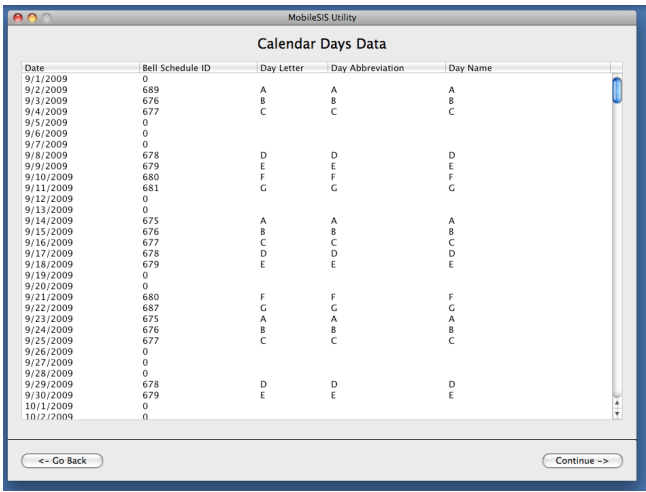 MobileSIS Utility
Calendar Days Data
Date Bell Schedule ID Day Letter Day Abbreviation Day Name
9/1/2009 0
9/2/2009 689 A A A
9/3/2009 676 B B B
9/4/2009 677 C C C
9/5/2009 0
9/6/2009 0
9/7/2009 0
9/8/2009 678 D D D
9/9/2009 679 E E E
9/10/2009 680 F F F
9/11/2009 681 G G G
9/12/2009 0
9/13/2009 0
9/14/2009 675 A A A
9/15/2009 676 B B B
9/16/2009 677 C C C
9/17/2009 678 D D D
9/18/2009 679 E E E
9/19/2009 0
9/20/2009 0
9/21/2009 680 F F F
9/22/2009 687 G G G
9/23/2009 675 A A A
9/24/2009 676 B B B
9/25/2009 677 C C C
9/26/2009 0
9/27/2009 0
9/28/2009 0
9/29/2009 678 D D D
9/30/2009 679 E E E
10/1/2009 0
10/2/2009 0
<- Go Back Continue ->